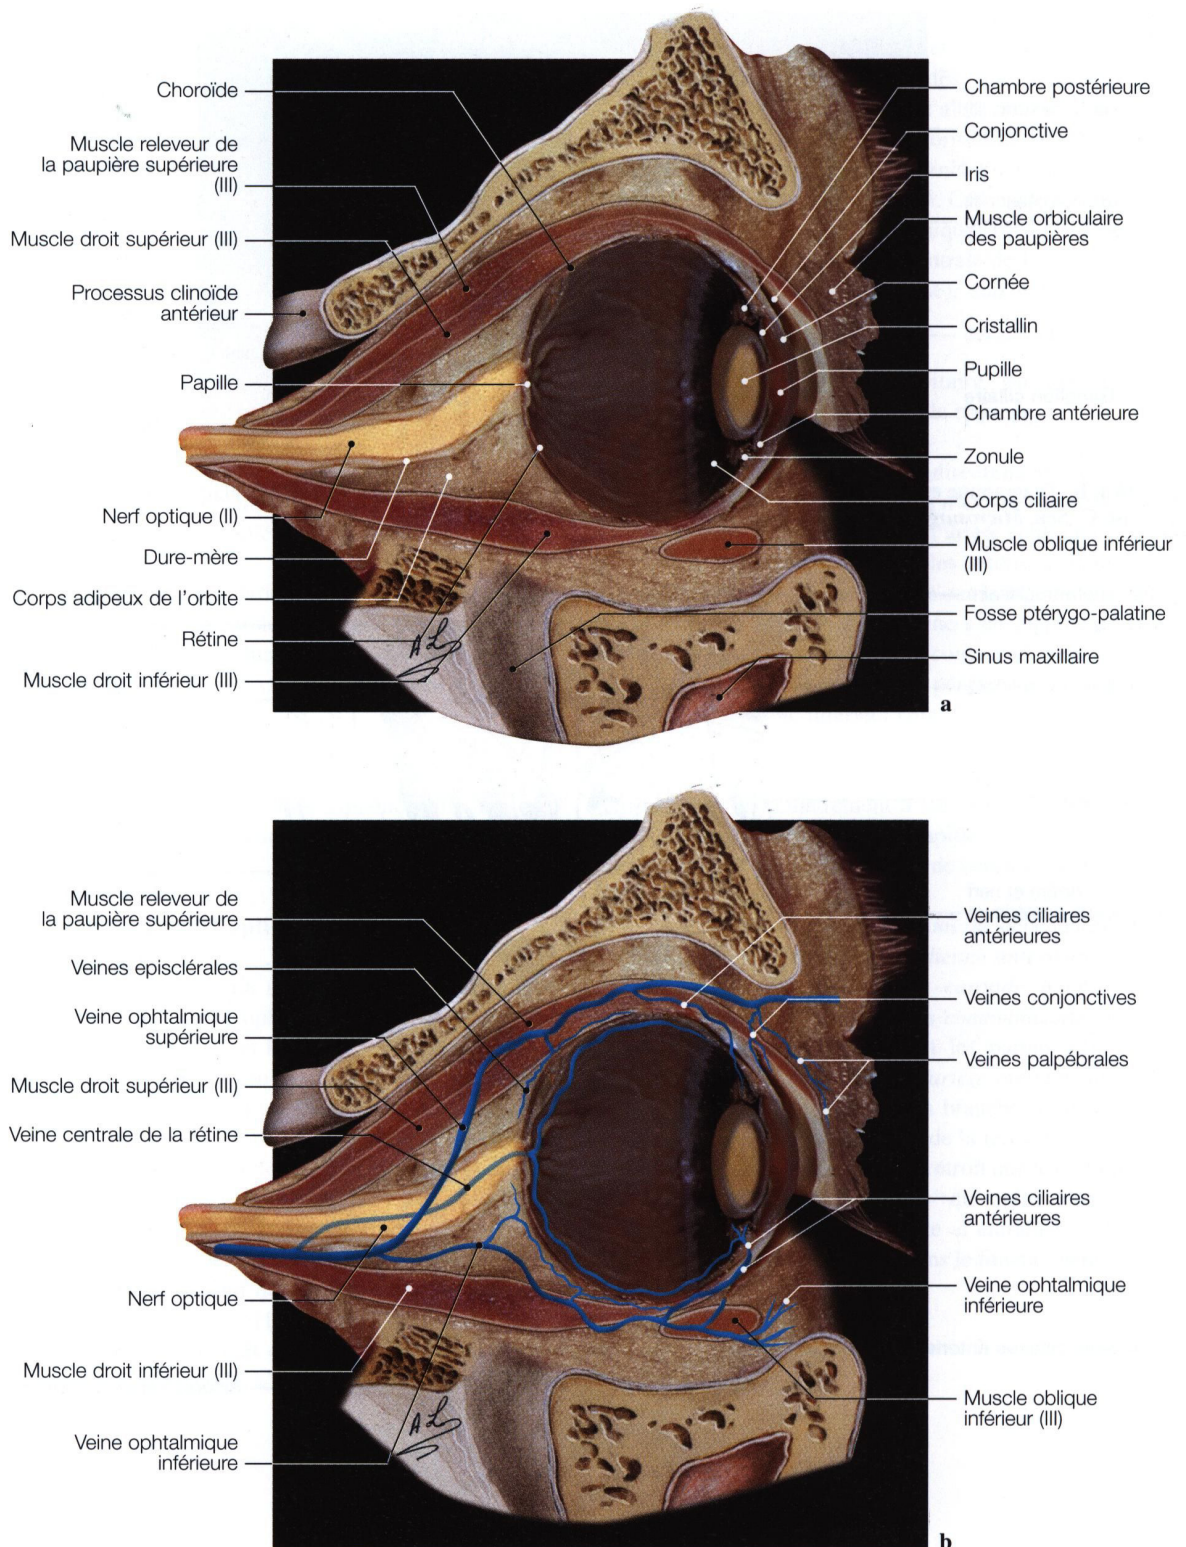 Choroïde
Muscle releveur de
la paupière supérieure
(III)
Muscle droit supérieur (III)
Processus clinoïde
antérieur
Papille
Nerf optique (II)
Dure-mère
Corps adipeux de l'orbite
Rétine
Muscle droit inférieur (III)
Chambre postérieure
Conjonctive
Iris
Muscle orbiculaire
des paupières
Cornée
Cristallin
Pupille
Chambre antérieure
Zonule
Corps ciliaire
Muscle oblique inférieur
(III)
Fosse ptérygo-palatine
Sinus maxillaire
AL
a
Muscle releveur de
la paupière supérieure
Veines episclérales
Veine ophtalmique
supérieure
Muscle droit supérieur (III)
Veine centrale de la rétine
Nerf optique
Muscle droit inférieur (III)
Veine ophtalmique
inférieure
Veines ciliaires
antérieures
Veines conjonctives
Veines palpébrales
Veines ciliaires
antérieures
Veine ophtalmique
inférieure
Muscle oblique
inférieur (III)
AL
b